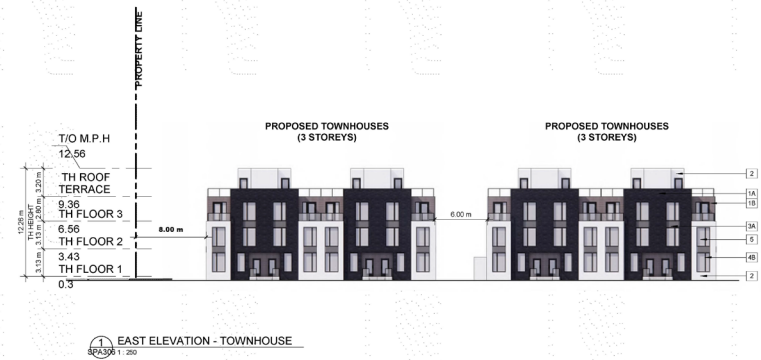 PROPERTY LINE
PROPOSED TOWNHOUSES
(3 STOREYS)
PROPOSED TOWNHOUSES
(3 STOREYS)
T/O M.P.H
12.56
TH ROOF
TERRACE
9.36
TH FLOOR 3
6.56
TH FLOOR 2
3.43
TH FLOOR 1
0.3
12.26 m
TH HEIGHT
3.20 m
2.80 m
3.13 m
3.13 m
8.00 m
6.00 m
2
1A
1B
3A
5
4B
2
1
EAST ELEVATION - TOWNHOUSE
SPA306 1 : 250